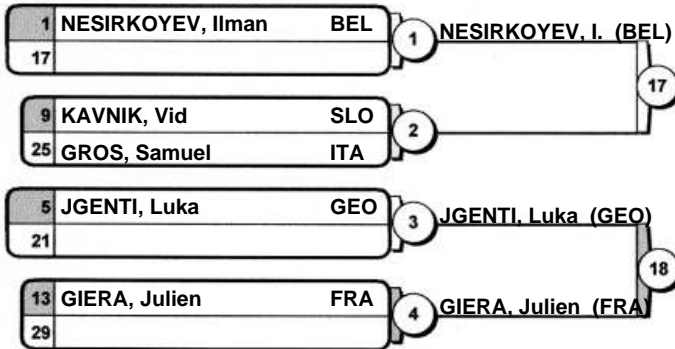 1 NESIRKOYEV, Ilman BEL
17
1
NESIRKOYEV, I. (BEL)
17
9 KAVNIK, Vid SLO
25 GROS, Samuel ITA
2
5 JGENTI, Luka GEO
21
3
JGENTI, Luka (GEO)
18
13 GIERA, Julien FRA
29
4
GIERA, Julien (FRA)